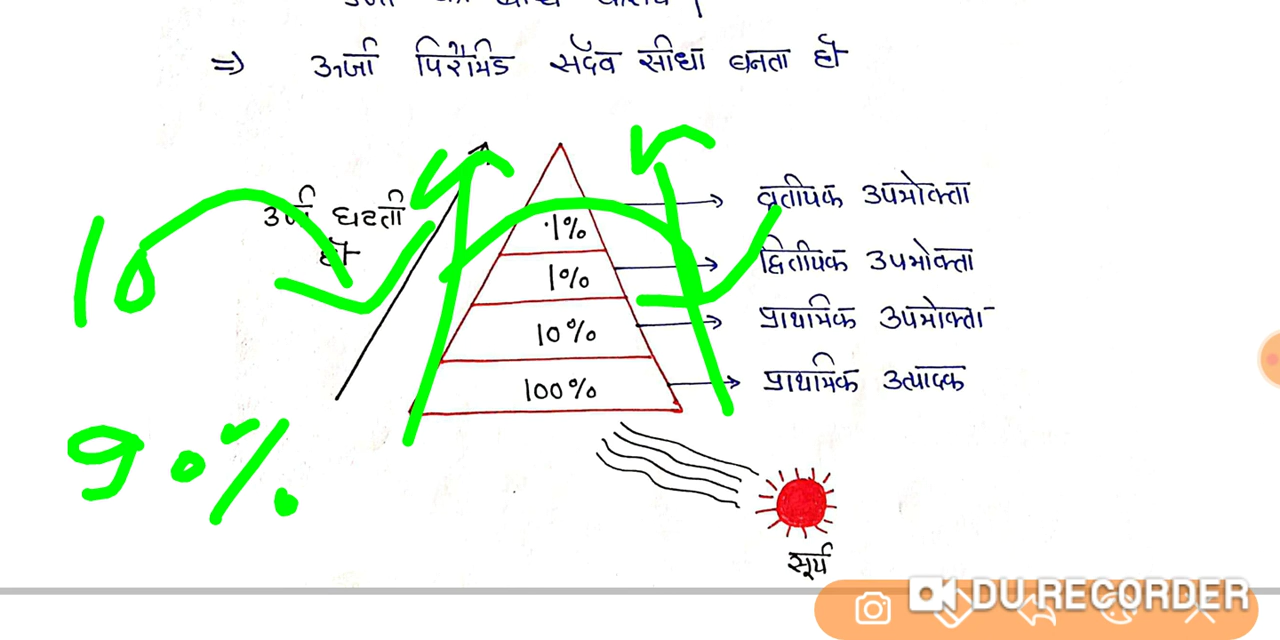 ⇒ ऊर्जा पिरैमिड सदैव सीधा बनता है
ऊर्जा घटती
है
.1%
1%
10%
100%
तृतीयक उपभोक्ता
द्वितीयक उपभोक्ता
प्राथमिक उपभोक्ता
प्राथमिक उत्पादक
सूर्य
10
90%
DU RECORDER